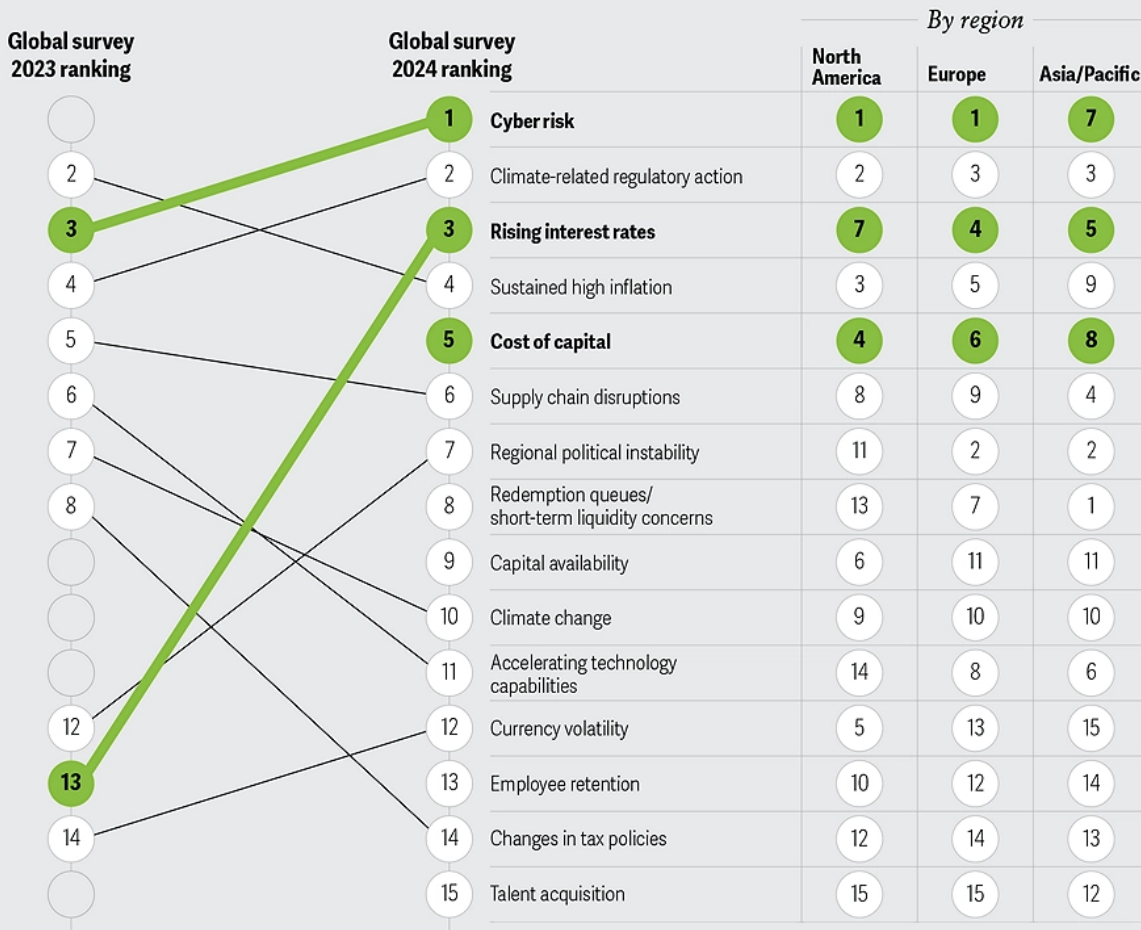 By region
Global survey
2023 ranking
Global survey
2024 ranking
North
America
Europe
Asia/Pacific
1 Cyber risk 1 1 7
2 2 Climate-related regulatory action 2 3 3
3 3 Rising interest rates 7 4 5
4 4 Sustained high inflation 3 5 9
5 5 Cost of capital 4 6 8
6 6 Supply chain disruptions 8 9 4
7 7 Regional political instability 11 2 2
8 8 Redemption queues/
short-term liquidity concerns 13 7 1
9 Capital availability 6 11 11
10 Climate change 9 10 10
11 Accelerating technology
capabilities 14 8 6
12 12 Currency volatility 5 13 15
13 13 Employee retention 10 12 14
14 14 Changes in tax policies 12 14 13
15 Talent acquisition 15 15 12